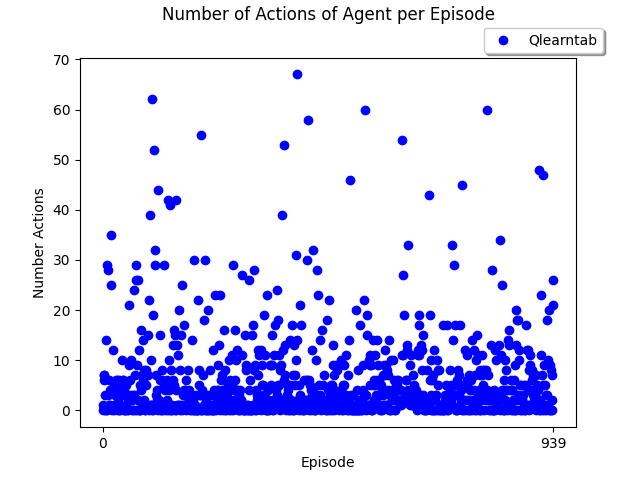 Number of Actions of Agent per Episode
Qlearntab
70
60
50
40
30
20
10
0
Number Actions
0 939
Episode